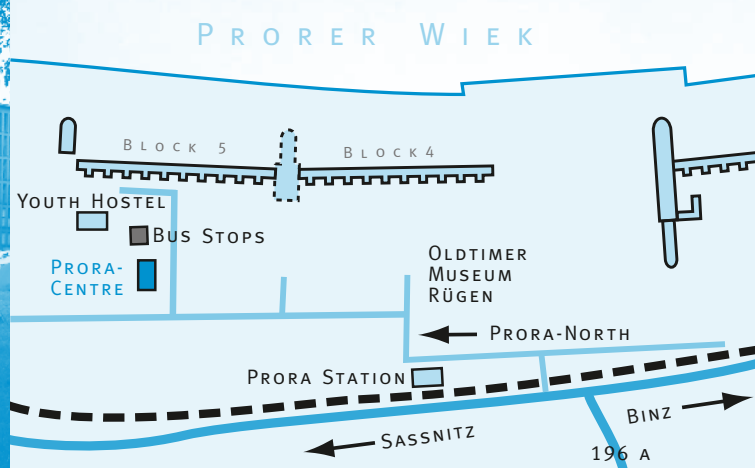 PRORER WIEK
BLOCK 5
BLOCK4
YOUTH HOSTEL
BUS STOPS
PRORA-
CENTRE
OLDTIMER
MUSEUM
RÜGEN
PRORA-NORTH
PRORA STATION
BINZ
SASSNITZ
196 A